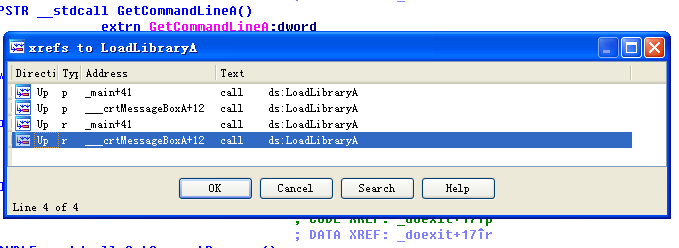 PSTR __stdcall GetCommandLineA()
extrn GetCommandLineA:dword
xrefs to LoadLibraryA
Directi Typ Address Text
Up p _main+41 call ds:LoadLibraryA
Up p ___crtMessageBoxA+12 call ds:LoadLibraryA
Up r _main+41 call ds:LoadLibraryA
Up r ___crtMessageBoxA+12 call ds:LoadLibraryA
OK Cancel Search Help
Line 4 of 4
; CODE XREF: _doexit+17↑p
; DATA XREF: _doexit+17↑r